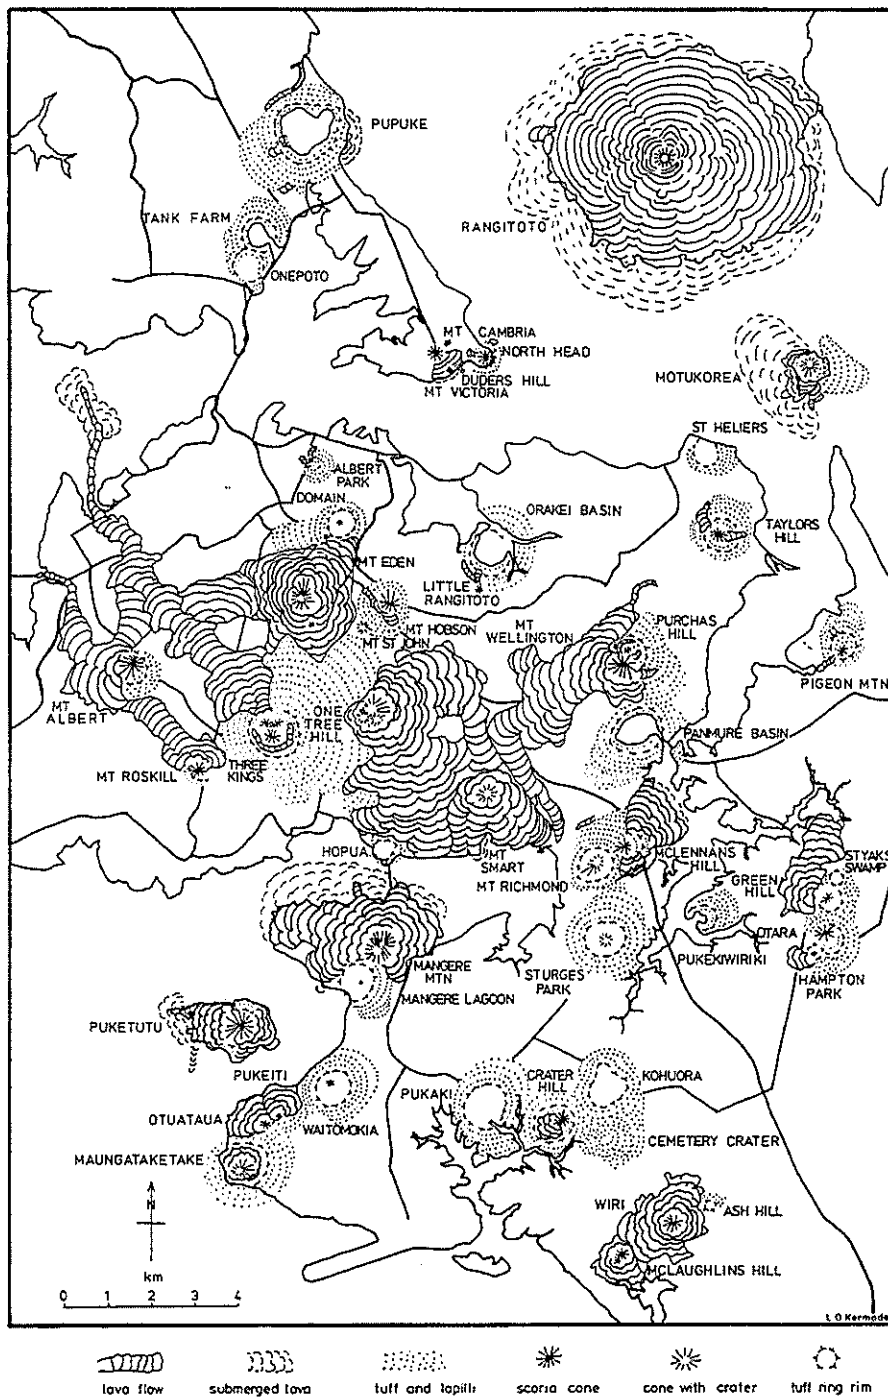 PUPUKE
TANK FARM
RANGITOTO
ONEPOTO
MT CAMBRIA
NORTH HEAD
DUDERS HILL
MT VICTORIA
MOTUKOREA
ST HELIERS
ALBERT PARK
DOMAIN
ORAKEI BASIN
TAYLORS HILL
MT EDEN
LITTLE RANGITOTO
MT HOBSON
MT ST JOHN
MT WELLINGTON
PURCHAS HILL
PIGEON MTN
MT ALBERT
ONE TREE HILL
PANMURE BASIN
MT ROSKILL
THREE KINGS
HOPUA
MT SMART
MT RICHMOND
MCLENNANS HILL
STYAKS SWAMP
GREEN HILL
OTARA
PUKEKIWIRIKI
HAMPTON PARK
MANGERE MTN
STURGES PARK
MANGERE LAGOON
PUKETUTU
PUKEITI
CRATER HILL
KOHUORA
WAITOMOKIA
PUKAKI
OTUATAUA
CEMETERY CRATER
MAUNGATAKETAKE
N
WIRI
ASH HILL
MCLAUGHLINS HILL
km
0 1 2 3 4
L O Kermode
lava flow submerged lava tuff and lapilli scoria cone cone with crater tuff ring rim